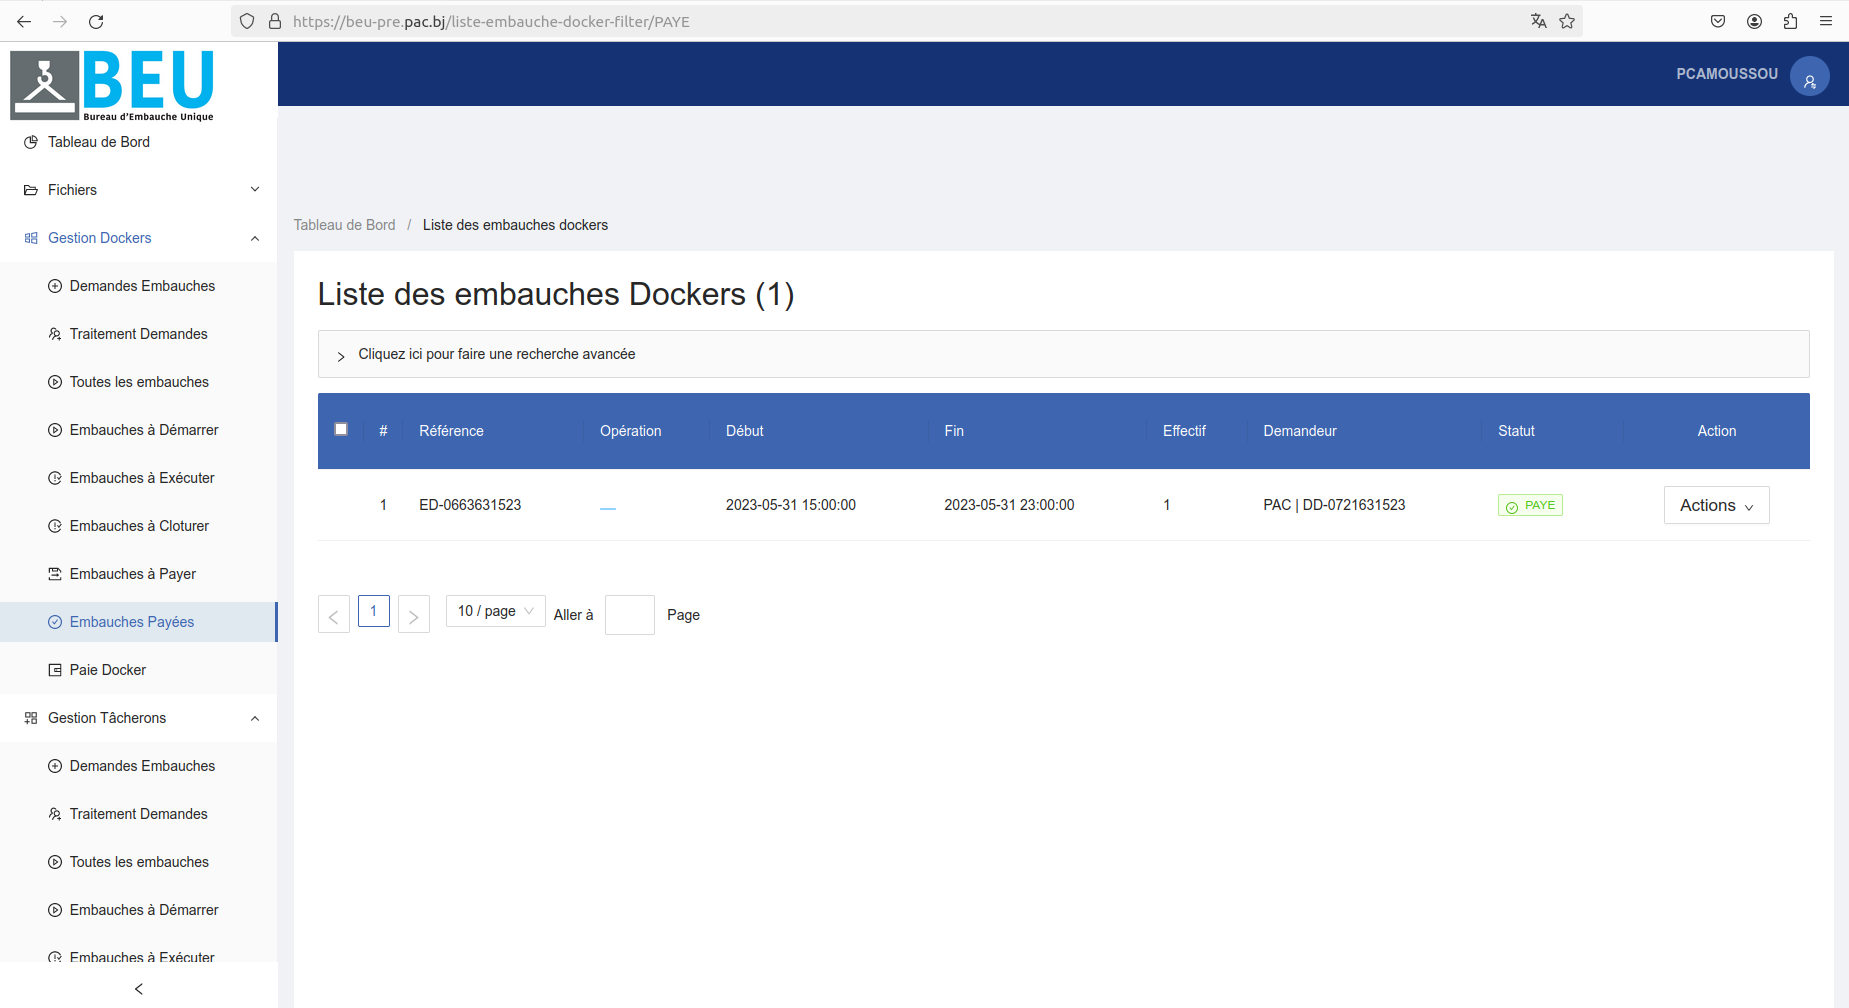 https://beu-pre.pac.bj/liste-embauche-docker-filter/PAYE
BEU
Bureau d'Embauche Unique
PCAMOUSSOU
Tableau de Bord
Fichiers
Gestion Dockers
Demandes Embauches
Traitement Demandes
Toutes les embauches
Embauches à Démarrer
Embauches à Exécuter
Embauches à Cloturer
Embauches à Payer
Embauches Payées
Paie Docker
Gestion Tâcherons
Demandes Embauches
Traitement Demandes
Toutes les embauches
Embauches à Démarrer
Embauches à Exécuter
Tableau de Bord / Liste des embauches dockers
Liste des embauches Dockers (1)
Cliquez ici pour faire une recherche avancée
# Référence Opération Début Fin Effectif Demandeur Statut Action
1 ED-0663631523 2023-05-31 15:00:00 2023-05-31 23:00:00 1 PAC | DD-0721631523 PAYE Actions
< 1 > 10 / page Aller à Page